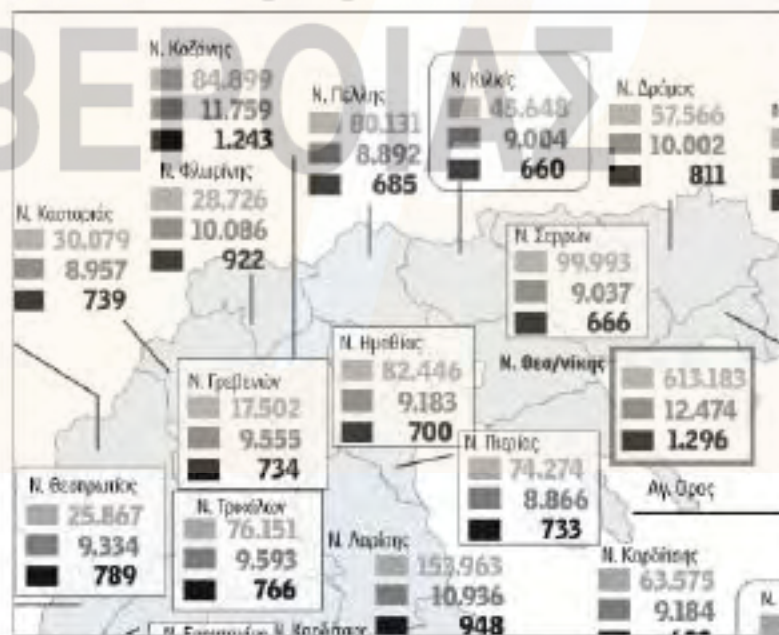 ΒΕΡΟΙΑΣ
Ν. Κοζάνης
84.899
11.759
1.243
Ν. Πέλλης
80.131
8.892
685
Ν. Κιλκίς
9.004
660
Ν. Δράμας
57.566
10.002
811
Ν. Φλωρίνης
28.726
10.086
922
Ν. Καστοριάς
30.079
8.957
739
Ν. Σερρών
99.993
9.037
666
Ν. Ημαθίας
82.446
9.183
700
Ν. Θεσ/νίκης
613.183
12.474
1.296
Ν. Γρεβενών
17.502
9.555
734
Ν. Πιερίας
74.274
8.866
733
Αγ. Όρος
Ν. Θεσπρωτίας
25.867
9.334
789
Ν. Τρικάλων
76.151
9.593
766
Ν. Λαρίσης
153.963
10.936
948
Ν. Καρδίτσης
63.575
9.184
Ν.